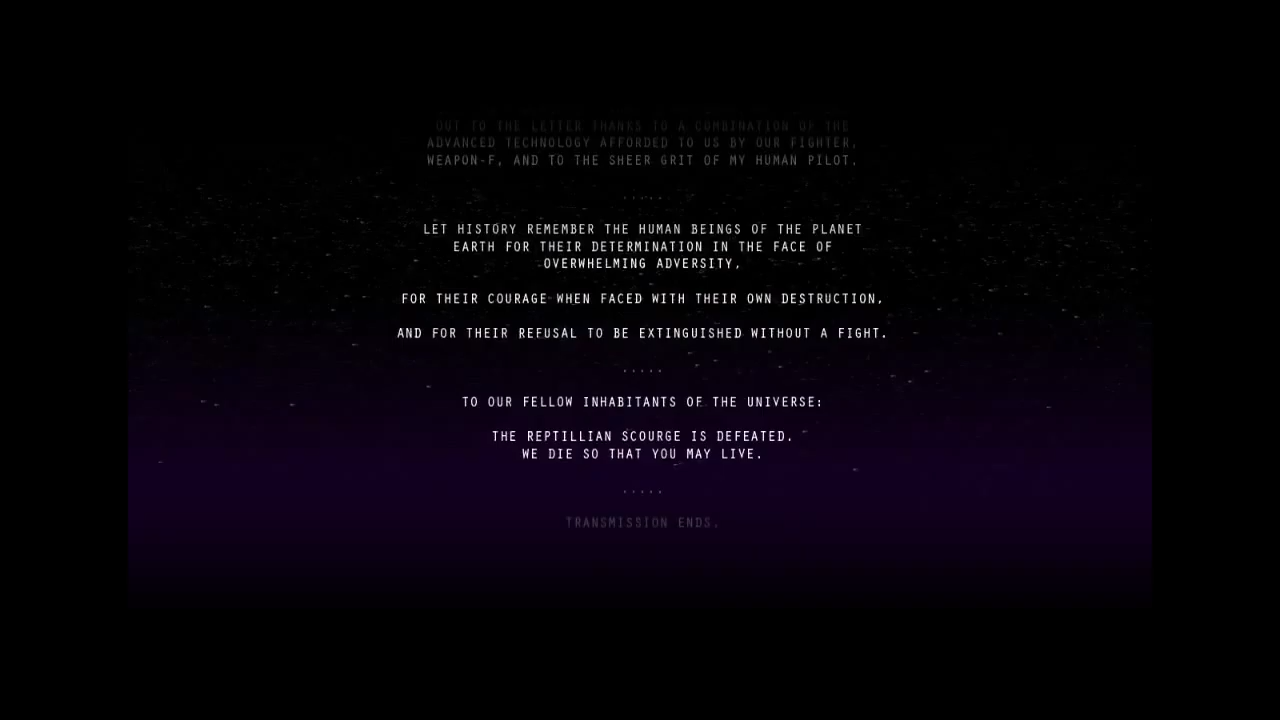 OUT TO THE LETTER THANKS TO A COMBINATION OF THE
ADVANCED TECHNOLOGY AFFORDED TO US BY OUR FIGHTER,
WEAPON-F, AND TO THE SHEER GRIT OF MY HUMAN PILOT.
.....
LET HISTORY REMEMBER THE HUMAN BEINGS OF THE PLANET
EARTH FOR THEIR DETERMINATION IN THE FACE OF
OVERWHELMING ADVERSITY,
FOR THEIR COURAGE WHEN FACED WITH THEIR OWN DESTRUCTION,
AND FOR THEIR REFUSAL TO BE EXTINGUISHED WITHOUT A FIGHT.
.....
TO OUR FELLOW INHABITANTS OF THE UNIVERSE:
THE REPTILLIAN SCOURGE IS DEFEATED.
WE DIE SO THAT YOU MAY LIVE.
.....
TRANSMISSION ENDS.